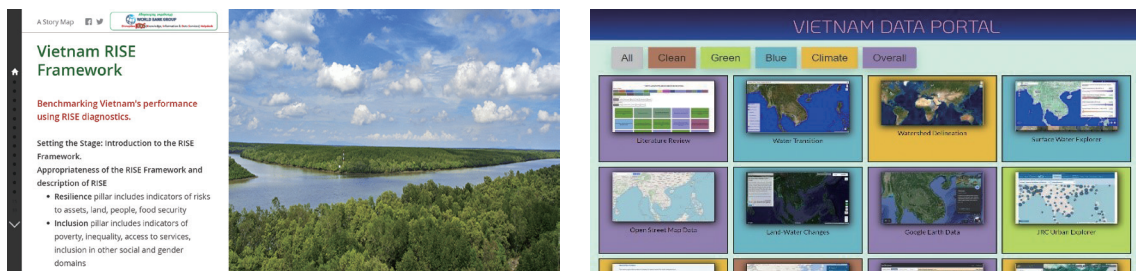 A Story Map
WORLD BANK GROUP
Vietnam RISE
Framework
Benchmarking Vietnam's performance
using RISE diagnostics.
Setting the Stage: Introduction to the RISE
Framework.
Appropriateness of the RISE Framework and
description of RISE
• Resilience pillar includes indicators of risks
to assets, land, people, food security
• Inclusion pillar includes indicators of
poverty, inequality, access to services,
inclusion in other social and gender
domains
VIETNAM DATA PORTAL
All Clean Green Blue Climate Overall
Literature Review
Water Transition
Watershed Delineation
Surface Water Explorer
Open Street Map Data
Land-Water Changes
Google Earth Data
JRC Urban Explorer